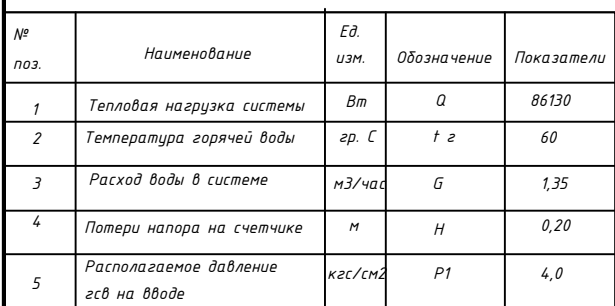 № поз. Наименование Ед. изм. Обозначение Показатели
1 Тепловая нагрузка системы Вт Q 86130
2 Температура горячей воды гр. С t г 60
3 Расход воды в системе м3/час G 1,35
4 Потери напора на счетчике м H 0,20
5 Располагаемое давление гсв на вводе кгс/см2 P1 4,0